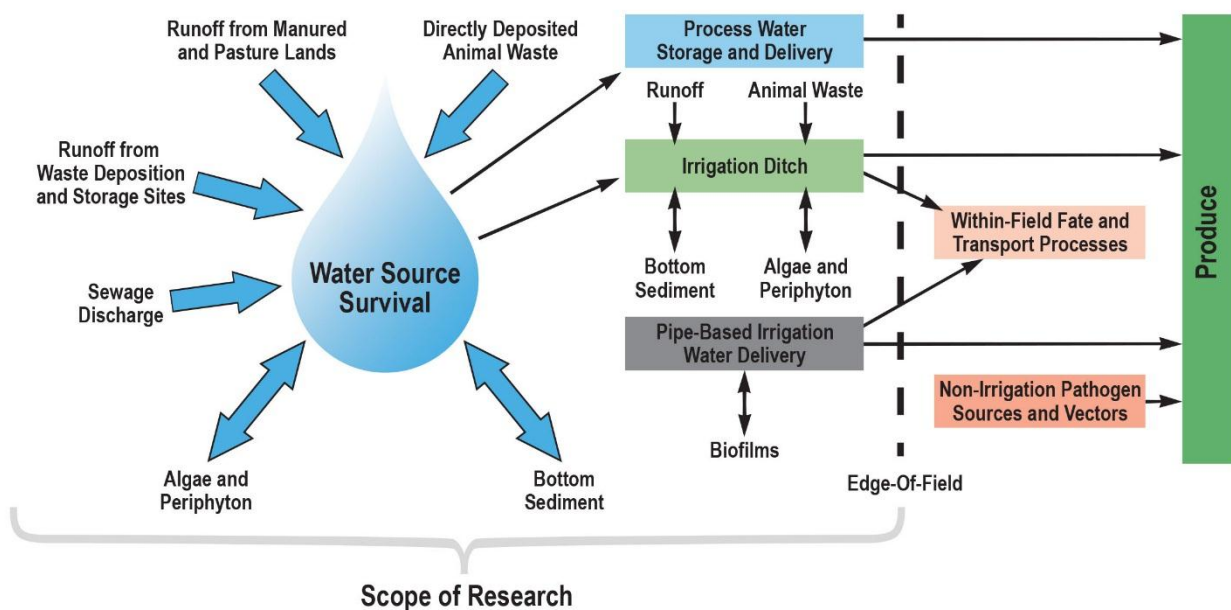 Runoff from Manured
and Pasture Lands
Directly Deposited
Animal Waste
Runoff from
Waste Deposition
and Storage Sites
Sewage
Discharge
Water Source
Survival
Algae and
Periphyton
Bottom
Sediment
Process Water
Storage and Delivery
Runoff
Animal Waste
Irrigation Ditch
Bottom
Sediment
Algae and
Periphyton
Pipe-Based Irrigation
Water Delivery
Biofilms
Within-Field Fate and
Transport Processes
Non-Irrigation Pathogen
Sources and Vectors
Edge-Of-Field
Produce
Scope of Research